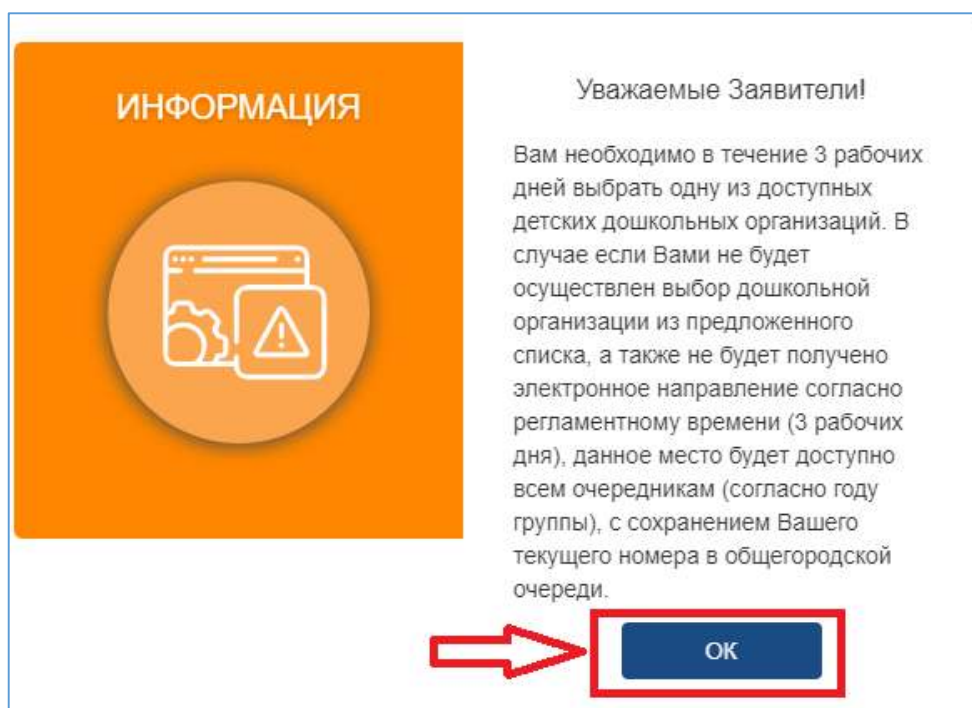 ИНФОРМАЦИЯ
Уважаемые Заявители!
Вам необходимо в течение 3 рабочих
дней выбрать одну из доступных
детских дошкольных организаций. В
случае если Вами не будет
осуществлен выбор дошкольной
организации из предложенного
списка, а также не будет получено
электронное направление согласно
регламентному времени (3 рабочих
дня), данное место будет доступно
всем очередникам (согласно году
группы), с сохранением Вашего
текущего номера в общегородской
очереди.
ОК